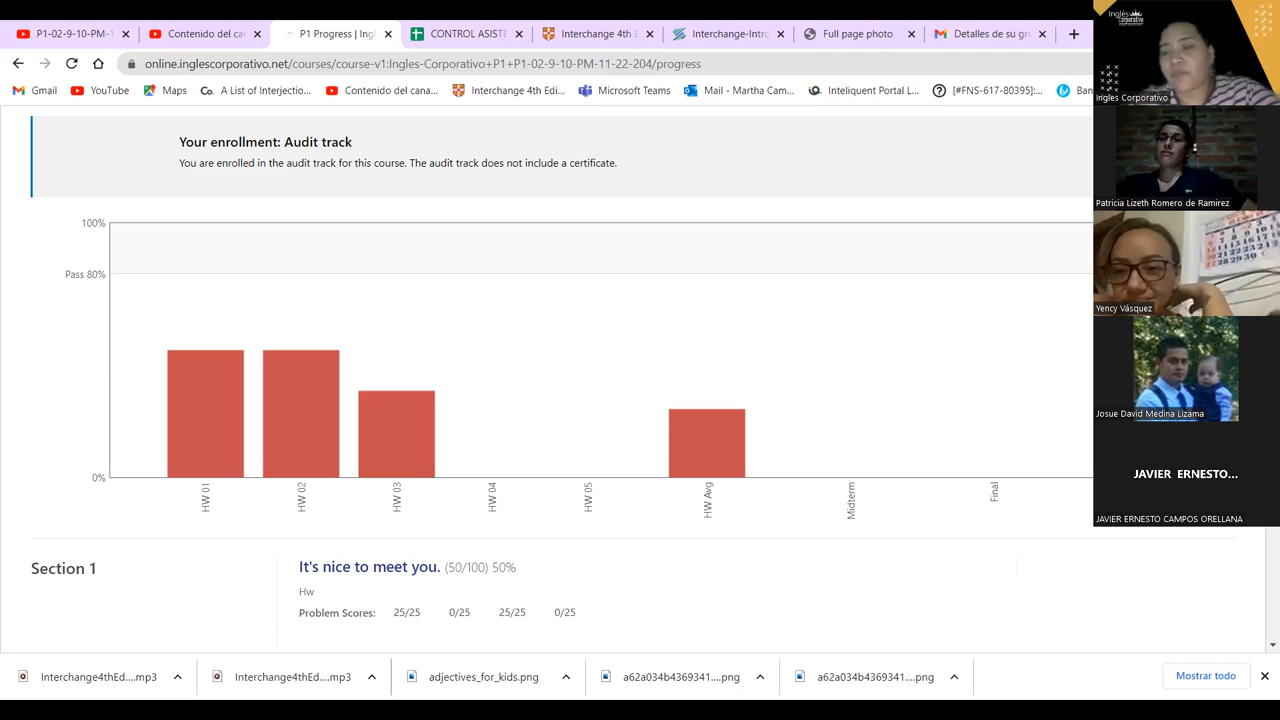 P1-02-9-10-PM-1
Contenido del car
P1 Progress | Ingl
CONTROL ASISTE
Interchange 4th E
Interchange-Intro
Full page photo
Detalles de su gru
online.inglescorporativo.net/courses/course-v1:Ingles-Corporativo+P1+P1-02-9-10-PM-11-22-204/progress
Gmail
YouTube
Maps
A List of Interjectio...
Contenido del cana...
Interchange 4th Edi...
Microsoft Teams
Mail - Martha Cam...
Inteliquent Portal L...
[#FNS-617-80395]:...
Ban
Your enrollment: Audit track
You are enrolled in the audit track for this course. The audit track does not include a certificate.
100%
Pass 80%
0%
HW 01
HW 02
HW 03
HW 04
HW 05
HW Avg
Midterm
Final
Section 1
It's nice to meet you. (50/100) 50%
Hw
Problem Scores: 25/25 0/25 25/25 0/25
Interchange4thEd....mp3
Interchange4thEd....mp3
adjectives_for_kids.png
a62a034b4369341....png
a62a034b4369341....png
Mostrar todo
Inglés
Corporativo
Ingles Corporativo
Patricia Lizeth Romero de Ramirez
Yency Vásquez
Josue David Medina Lizama
JAVIER ERNESTO...
JAVIER ERNESTO CAMPOS ORELLANA